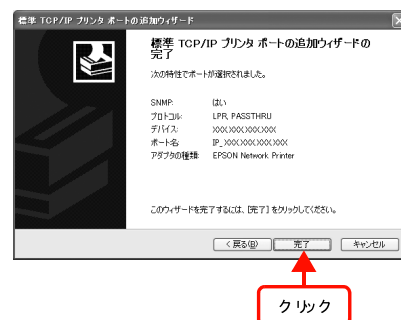 標準 TCP/IP プリンタ ポートの追加ウィザード
標準 TCP/IP プリンタ ポートの追加ウィザードの
完了
次の特性でポートが選択されました。
SNMP: はい
プロトコル: LPR, PASSTHRU
デバイス: XXX.XXX.XXX.XXX
ポート名: IP_XXX.XXX.XXX.XXX
アダプタの種類: EPSON Network Printer
このウィザードを完了するには、[完了] をクリックしてください。
< 戻る(B) 完了 キャンセル
クリック